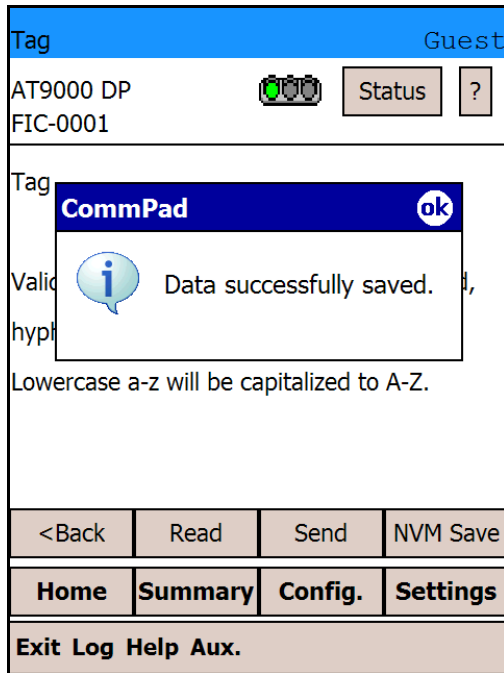 Tag Guest
AT9000 DP
FIC-0001
Status ?
Tag
CommPad ok
Data successfully saved.
Lowercase a-z will be capitalized to A-Z.
<Back Read Send NVM Save
Home Summary Config. Settings
Exit Log Help Aux.